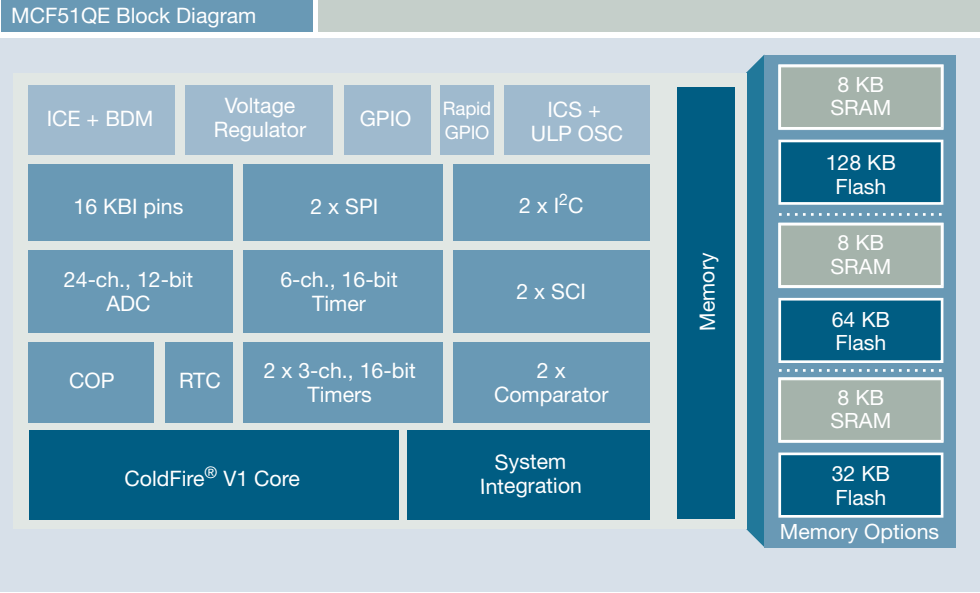 MCF51QE Block Diagram
ICE + BDM
Voltage
Regulator
GPIO
Rapid
GPIO
ICS +
ULP OSC
16 KBI pins
2 x SPI
2 x I²C
24-ch., 12-bit
ADC
6-ch., 16-bit
Timer
2 x SCI
COP
RTC
2 x 3-ch., 16-bit
Timers
2 x
Comparator
ColdFire® V1 Core
System
Integration
Memory
8 KB
SRAM
128 KB
Flash
8 KB
SRAM
64 KB
Flash
8 KB
SRAM
32 KB
Flash
Memory Options